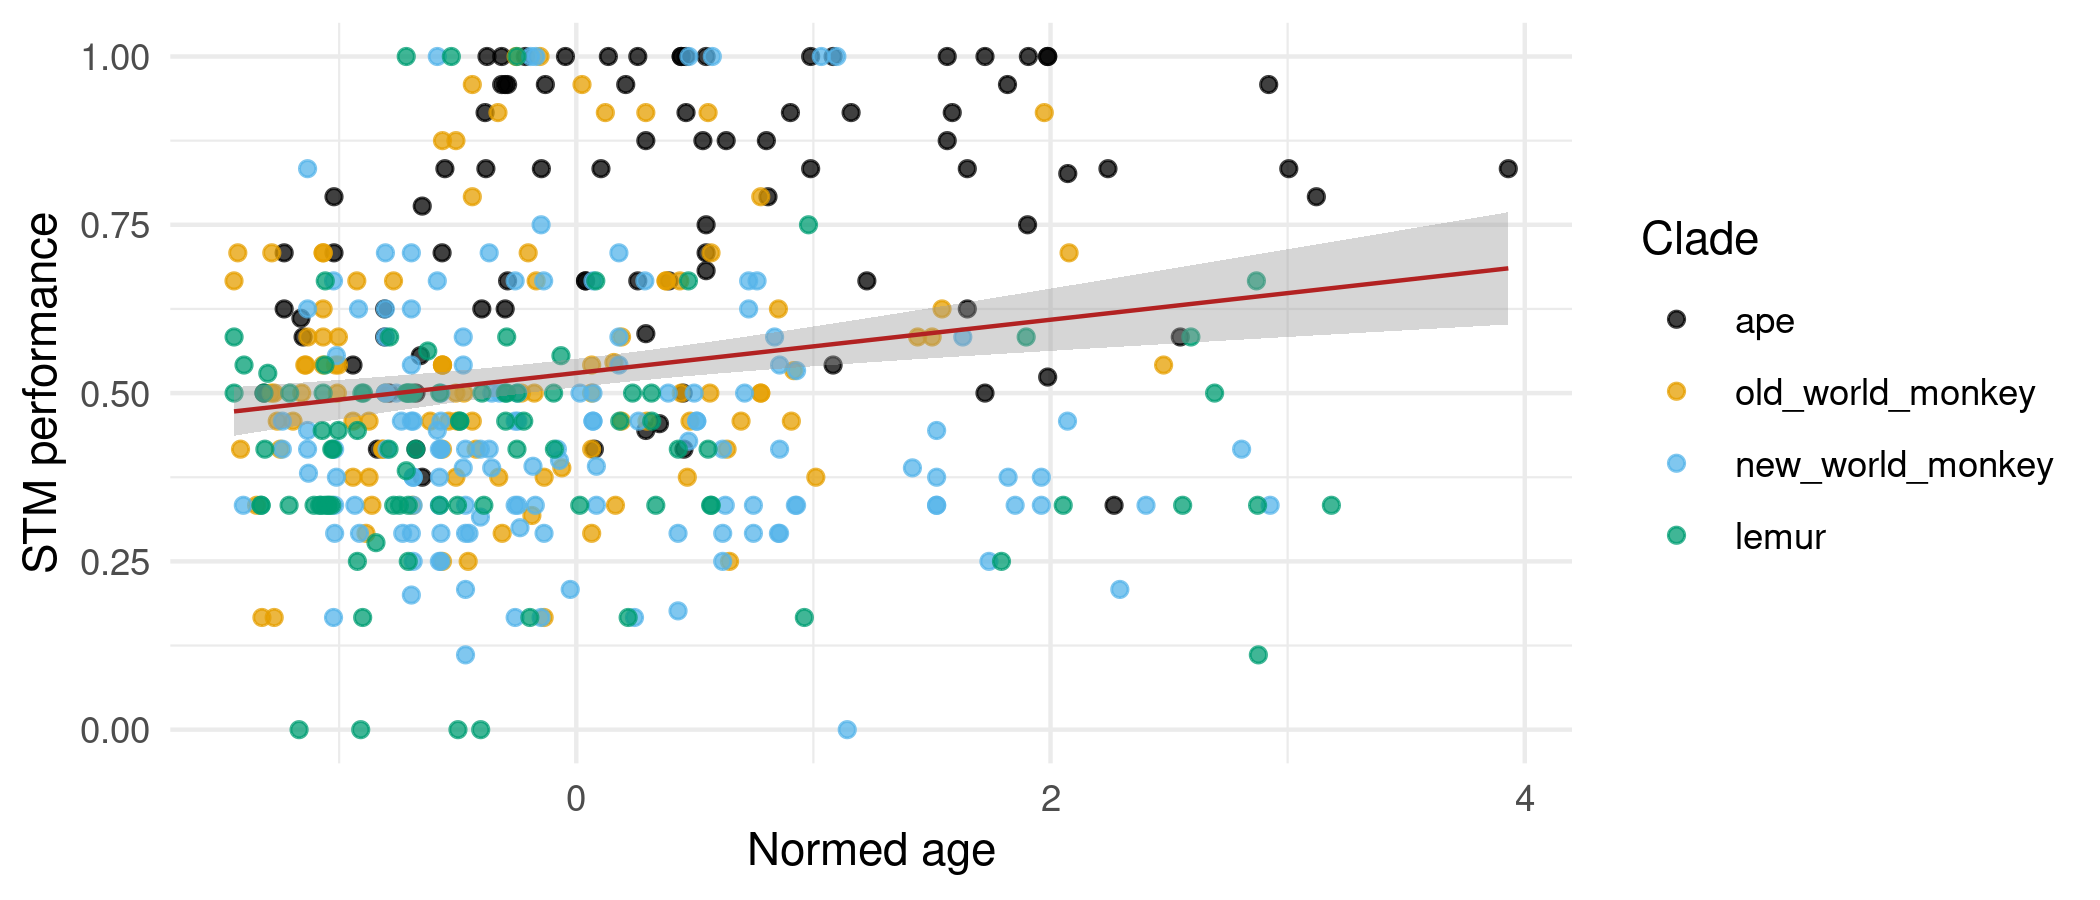 STM performance
1.00
0.75
0.50
0.25
0.00
0
2
4
Normed age
Clade
ape
old_world_monkey
new_world_monkey
lemur